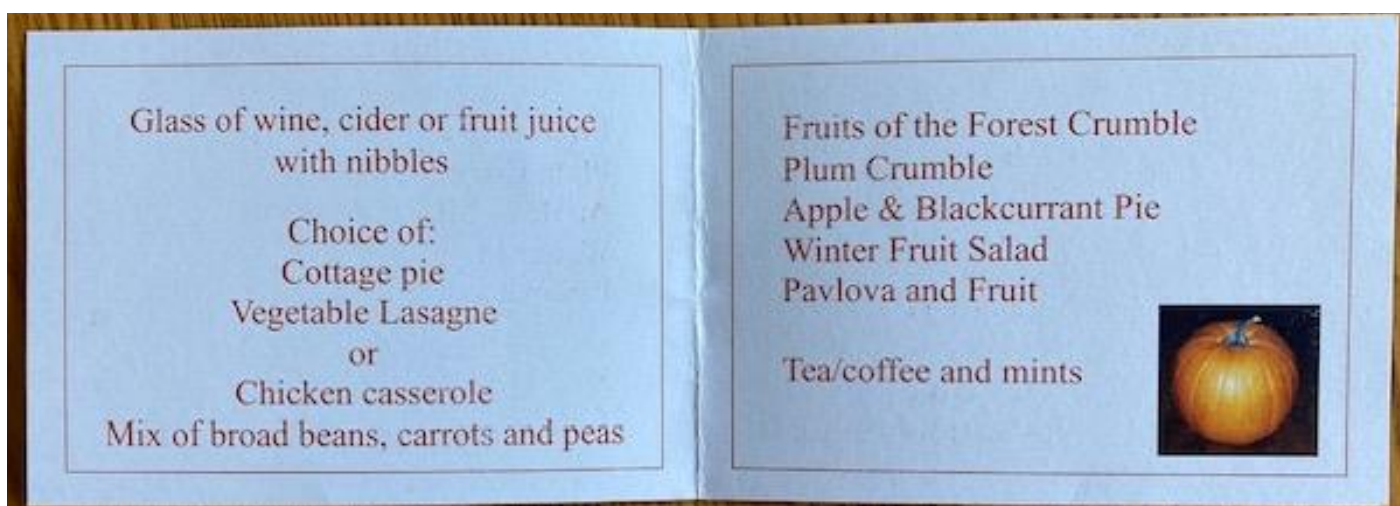 Glass of wine, cider or fruit juice
with nibbles
Choice of:
Cottage pie
Vegetable Lasagne
or
Chicken casserole
Mix of broad beans, carrots and peas
Fruits of the Forest Crumble
Plum Crumble
Apple & Blackcurrant Pie
Winter Fruit Salad
Pavlova and Fruit
Tea/coffee and mints